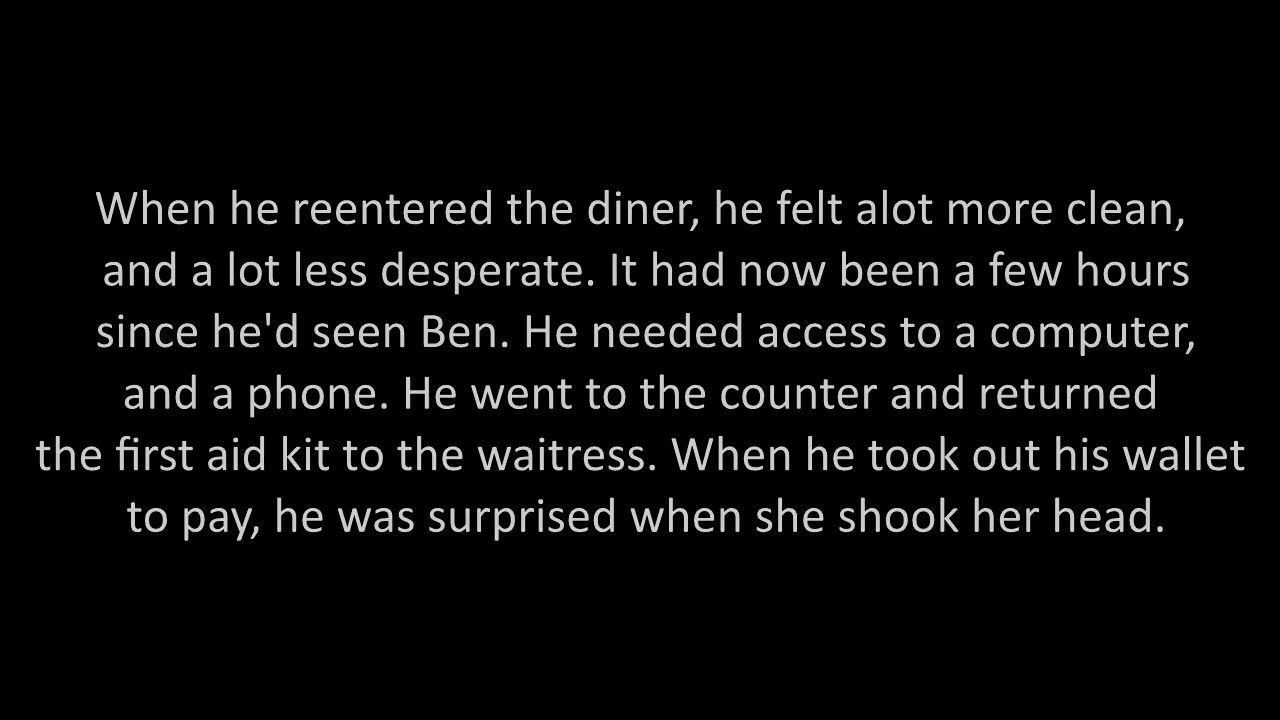 When he reentered the diner, he felt alot more clean,
and a lot less desperate. It had now been a few hours
since he'd seen Ben. He needed access to a computer,
and a phone. He went to the counter and returned
the first aid kit to the waitress. When he took out his wallet
to pay, he was surprised when she shook her head.